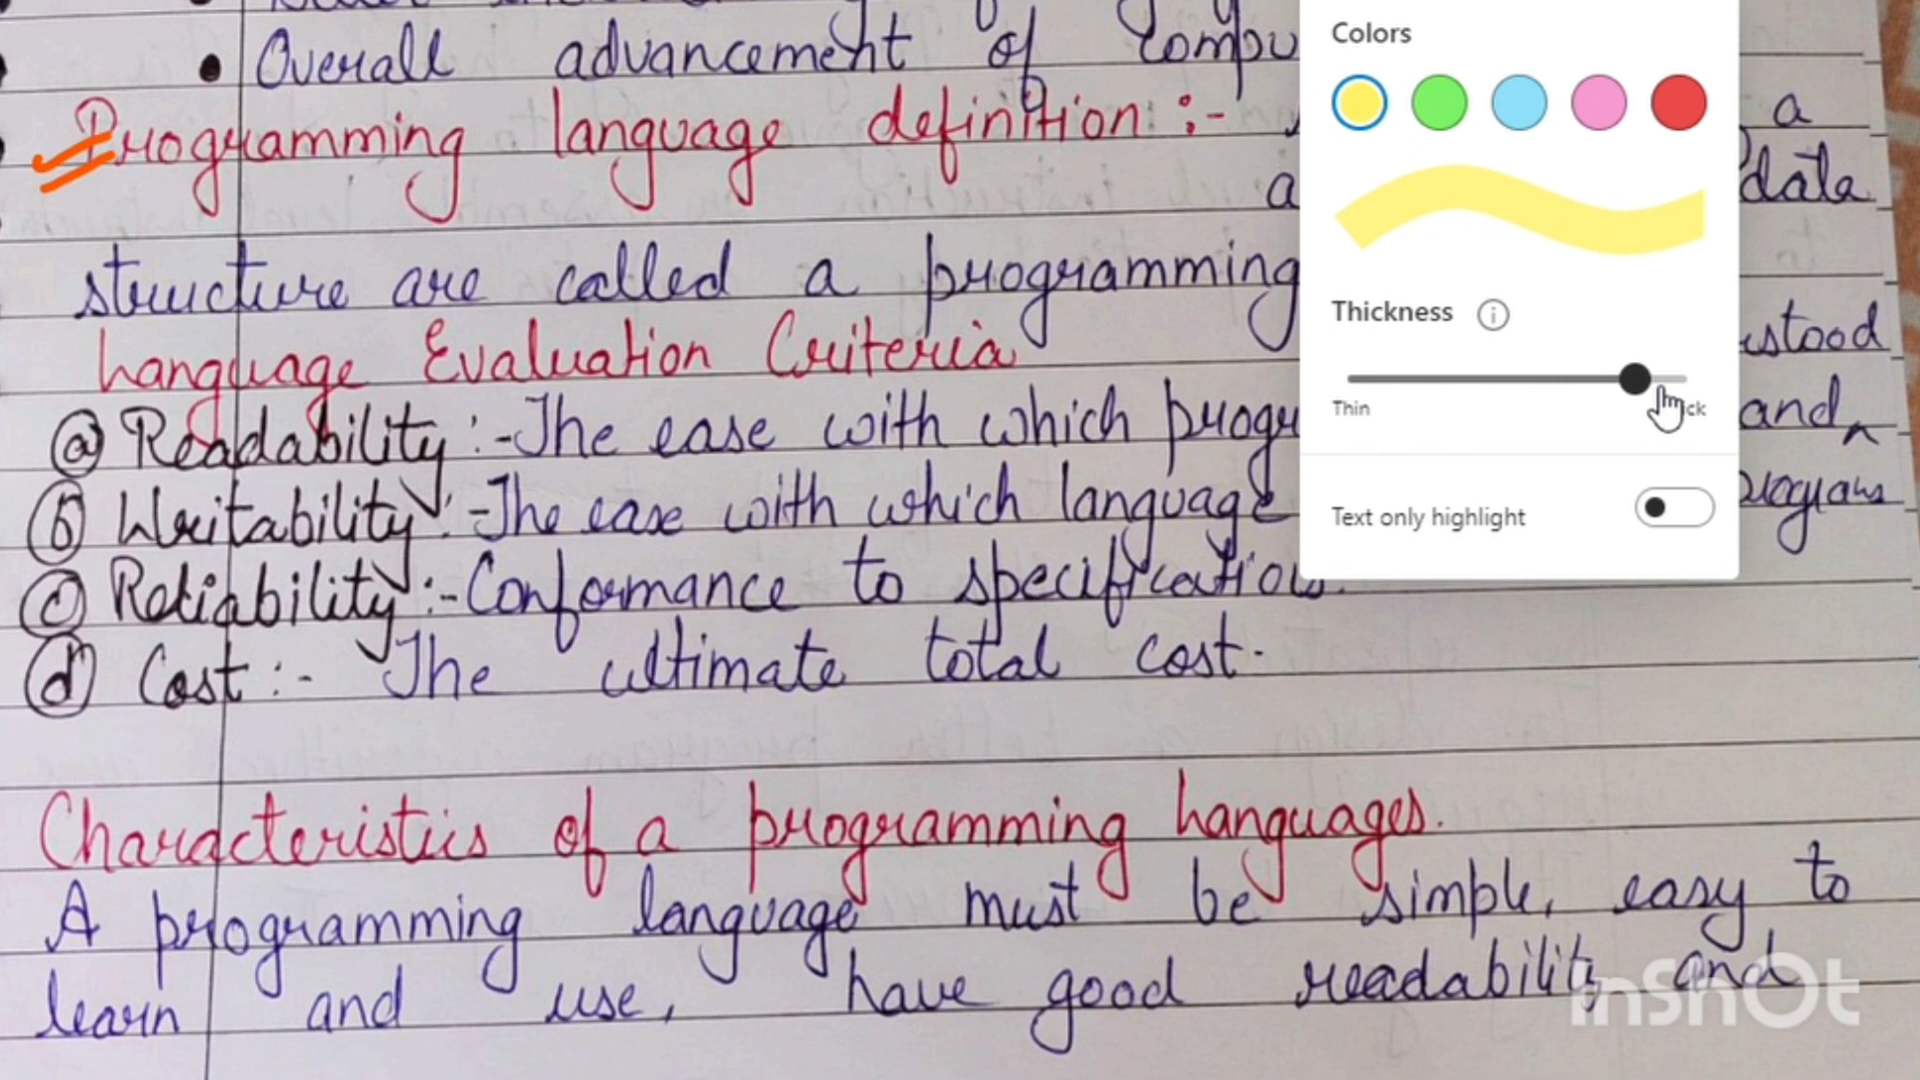 • Overall advancement of compu
Programming language definition :- a
a data
structure are called a programming
Language Evaluation Criteria
ⓐ Readability :- The ease with which progr stood and
ⓑ Writability :- The ease with which language programs
ⓒ Reliability :- Conformance to specification.
ⓓ Cost :- The ultimate total cost.
Characteristics of a programming Languages.
A programming language must be simple, easy to
learn and use, have good readability and
Colors
Thickness
Thin ck
Text only highlight
InShOt